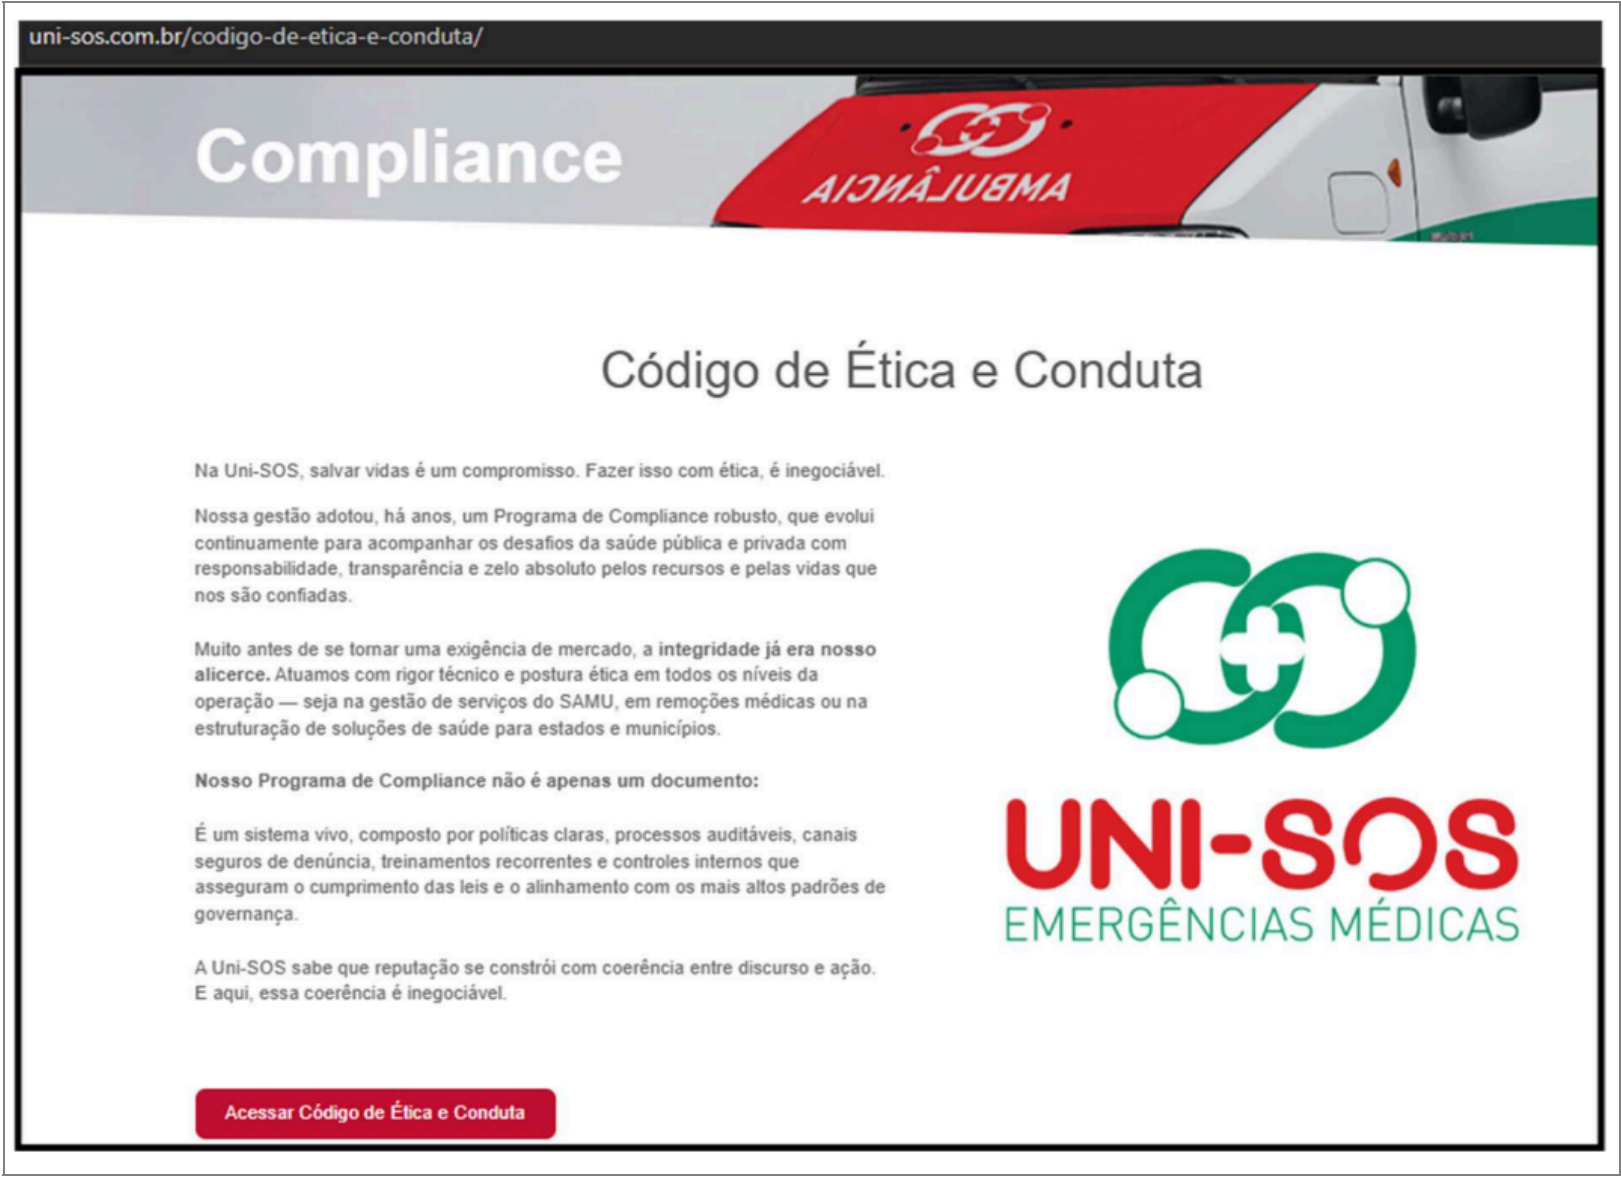 uni-sos.com.br/codigo-de-etica-e-conduta/
Compliance
AMBULÂNCIA
Código de Ética e Conduta
Na Uni-SOS, salvar vidas é um compromisso. Fazer isso com ética, é inegociável.
Nossa gestão adotou, há anos, um Programa de Compliance robusto, que evolui
continuamente para acompanhar os desafios da saúde pública e privada com
responsabilidade, transparência e zelo absoluto pelos recursos e pelas vidas que
nos são confiadas.
Muito antes de se tornar uma exigência de mercado, a integridade já era nosso
alicerce. Atuamos com rigor técnico e postura ética em todos os níveis da
operação — seja na gestão de serviços do SAMU, em remoções médicas ou na
estruturação de soluções de saúde para estados e municípios.
Nosso Programa de Compliance não é apenas um documento:
É um sistema vivo, composto por políticas claras, processos auditáveis, canais
seguros de denúncia, treinamentos recorrentes e controles internos que
asseguram o cumprimento das leis e o alinhamento com os mais altos padrões de
governança.
A Uni-SOS sabe que reputação se constrói com coerência entre discurso e ação.
E aqui, essa coerência é inegociável.
UNI-SOS
EMERGÊNCIAS MÉDICAS
Acessar Código de Ética e Conduta